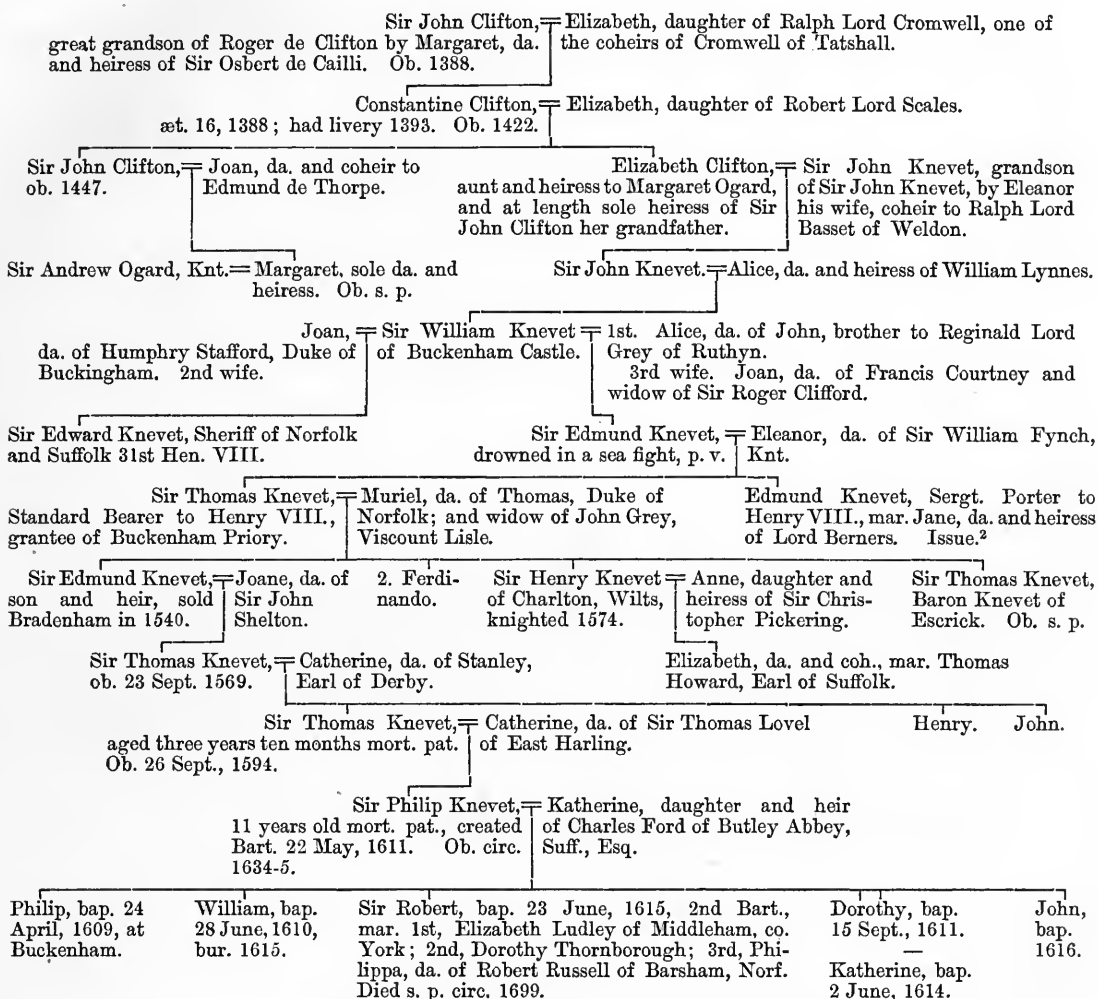 Sir John Clifton, = Elizabeth, daughter of Ralph Lord Cromwell, one of
great grandson of Roger de Clifton by Margaret, da. the coheirs of Cromwell of Tatshall.
and heiress of Sir Osbert de Cailli. Ob. 1388.
Constantine Clifton, = Elizabeth, daughter of Robert Lord Scales.
æt. 16, 1388; had livery 1393. Ob. 1422.
Sir John Clifton, =
ob. 1447.
Joan, da. and coheir to
Edmund de Thorpe.
Elizabeth Clifton, =
aunt and heiress to Margaret Ogard,
and at length sole heiress of Sir
John Clifton her grandfather.
Sir John Knevet, grandson
of Sir John Knevet, by Eleanor
his wife, coheir to Ralph Lord
Basset of Weldon.
Sir Andrew Ogard, Knt. = Margaret, sole da. and
heiress. Ob. s. p.
Sir John Knevet. = Alice, da. and heiress of William Lynnes.
Joan, =
da. of Humphry Stafford, Duke of
Buckingham. 2nd wife.
Sir William Knevet =
of Buckenham Castle.
1st. Alice, da. of John, brother to Reginald Lord
Grey of Ruthyn.
3rd wife. Joan, da. of Francis Courtney and
widow of Sir Roger Clifford.
Sir Edward Knevet, Sheriff of Norfolk
and Suffolk 31st Hen. VIII.
Sir Edmund Knevet, =
drowned in a sea fight, p. v.
Eleanor, da. of Sir William Fynch,
Knt.
Sir Thomas Knevet, =
Standard Bearer to Henry VIII.,
grantee of Buckenham Priory.
Muriel, da. of Thomas, Duke of
Norfolk; and widow of John Grey,
Viscount Lisle.
Edmund Knevet, Sergt. Porter to
Henry VIII., mar. Jane, da. and heiress
of Lord Berners. Issue.²
Sir Edmund Knevet, =
son and heir, sold
Bradenham in 1540.
Joane, da. of
Sir John
Shelton.
2. Ferdi-
nando.
Sir Henry Knevet =
of Charlton, Wilts,
knighted 1574.
Anne, daughter and
heiress of Sir Chris-
topher Pickering.
Sir Thomas Knevet,
Baron Knevet of
Escrick. Ob. s. p.
Sir Thomas Knevet, =
ob. 23 Sept. 1569.
Catherine, da. of Stanley,
Earl of Derby.
Elizabeth, da. and coh., mar. Thomas
Howard, Earl of Suffolk.
Sir Thomas Knevet, =
aged three years ten months mort. pat.
Ob. 26 Sept., 1594.
Catherine, da. of Sir Thomas Lovel
of East Harling.
Henry.
John.
Sir Philip Knevet, =
11 years old mort. pat., created
Bart. 22 May, 1611. Ob. circ.
1634-5.
Katherine, daughter and heir
of Charles Ford of Butley Abbey,
Suff., Esq.
Philip, bap. 24
April, 1609, at
Buckenham.
William, bap.
28 June, 1610,
bur. 1615.
Sir Robert, bap. 23 June, 1615, 2nd Bart.,
mar. 1st, Elizabeth Ludley of Middleham, co.
York; 2nd, Dorothy Thornborough; 3rd, Phi-
lippa, da. of Robert Russell of Barsham, Norf.
Died s. p. circ. 1699.
Dorothy, bap.
15 Sept., 1611.
—
Katherine, bap.
2 June, 1614.
John,
bap.
1616.